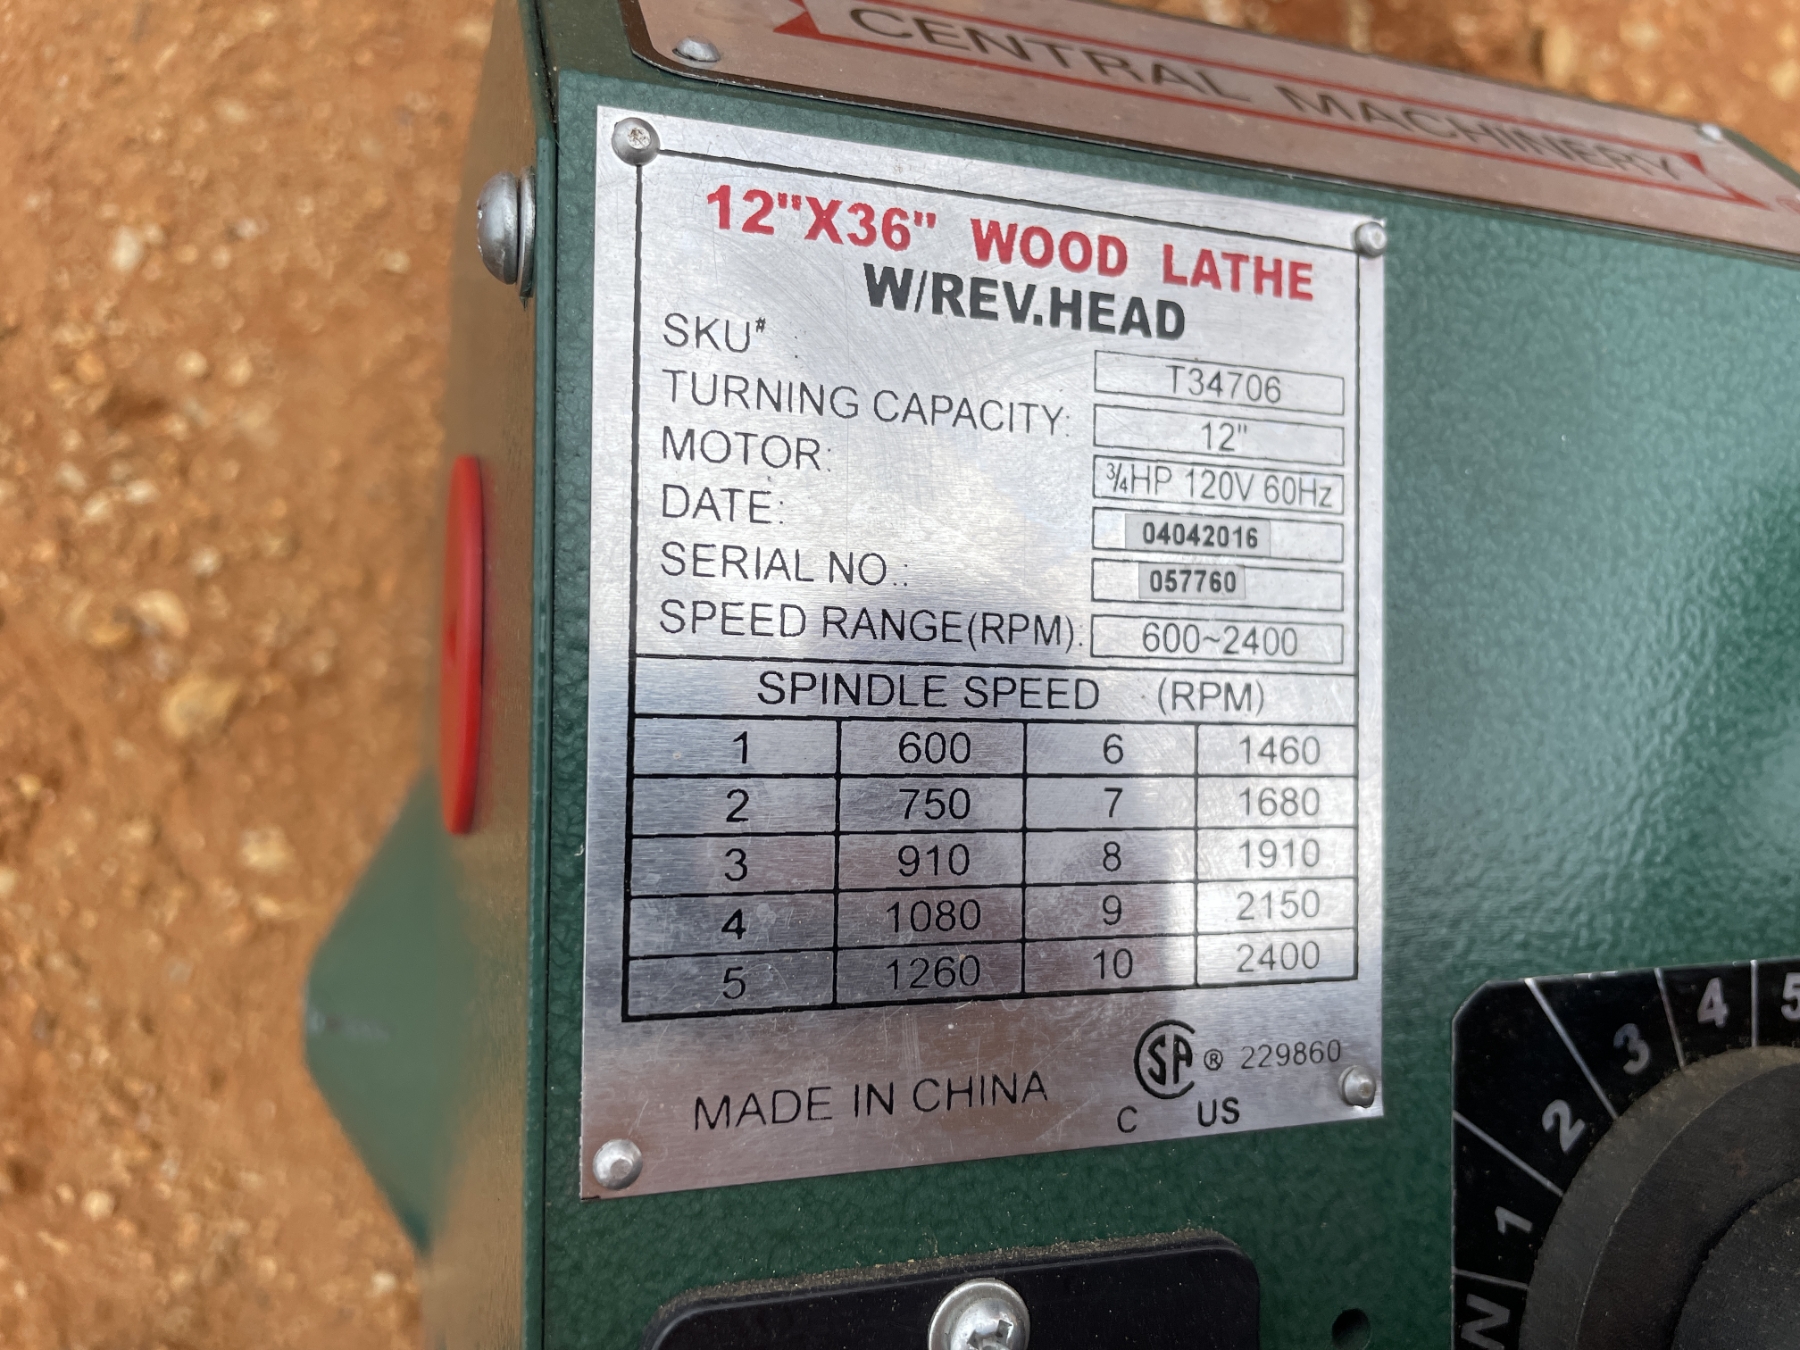 CENTRAL MACHINERY ®
12"X36" WOOD LATHE
W/REV.HEAD
SKU# T34706
TURNING CAPACITY: 12"
MOTOR: ¾HP 120V 60Hz
DATE: 04042016
SERIAL NO.: 057760
SPEED RANGE(RPM): 600~2400
SPINDLE SPEED (RPM)
1 600 6 1460
2 750 7 1680
3 910 8 1910
4 1080 9 2150
5 1260 10 2400
MADE IN CHINA
SA ® 229860
C US
N 1 2 3 4 5